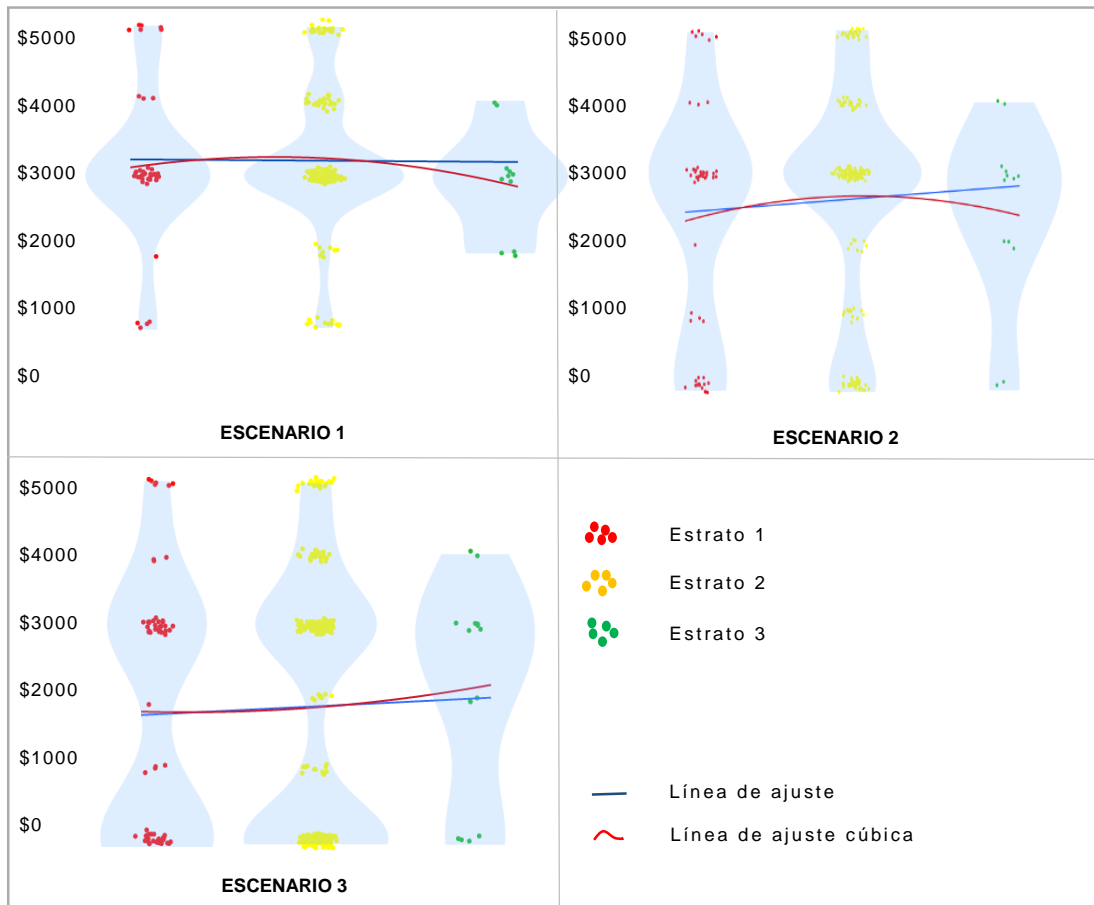 $5000
$4000
$3000
$2000
$1000
$0
ESCENARIO 1
$5000
$4000
$3000
$2000
$1000
$0
ESCENARIO 2
$5000
$4000
$3000
$2000
$1000
$0
ESCENARIO 3
Estrato 1
Estrato 2
Estrato 3
Línea de ajuste
Línea de ajuste cúbica